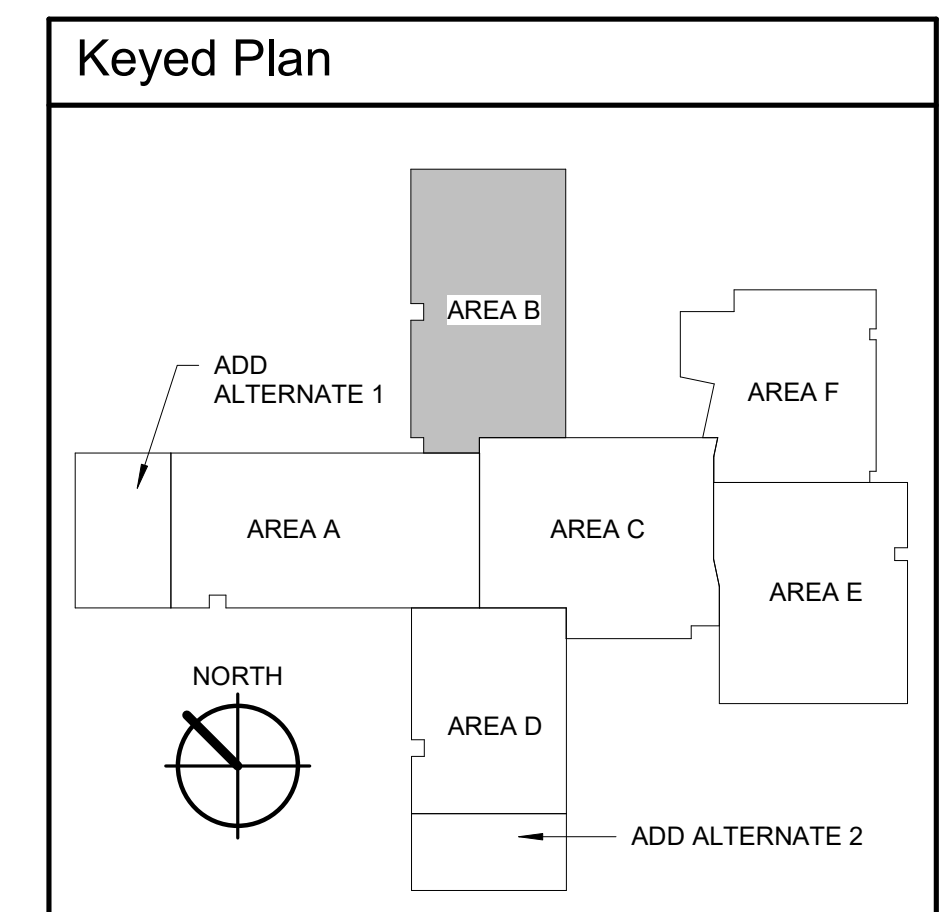 Keyed Plan
AREA B
ADD
ALTERNATE 1
AREA F
AREA A
AREA C
AREA E
NORTH
AREA D
ADD ALTERNATE 2